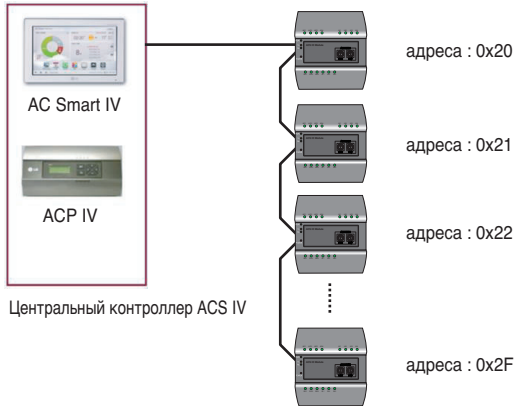 адреса : 0x20
AC Smart IV
адреса : 0x21
ACP IV
адреса : 0x22
Центральный контроллер ACS IV
адреса : 0x2F